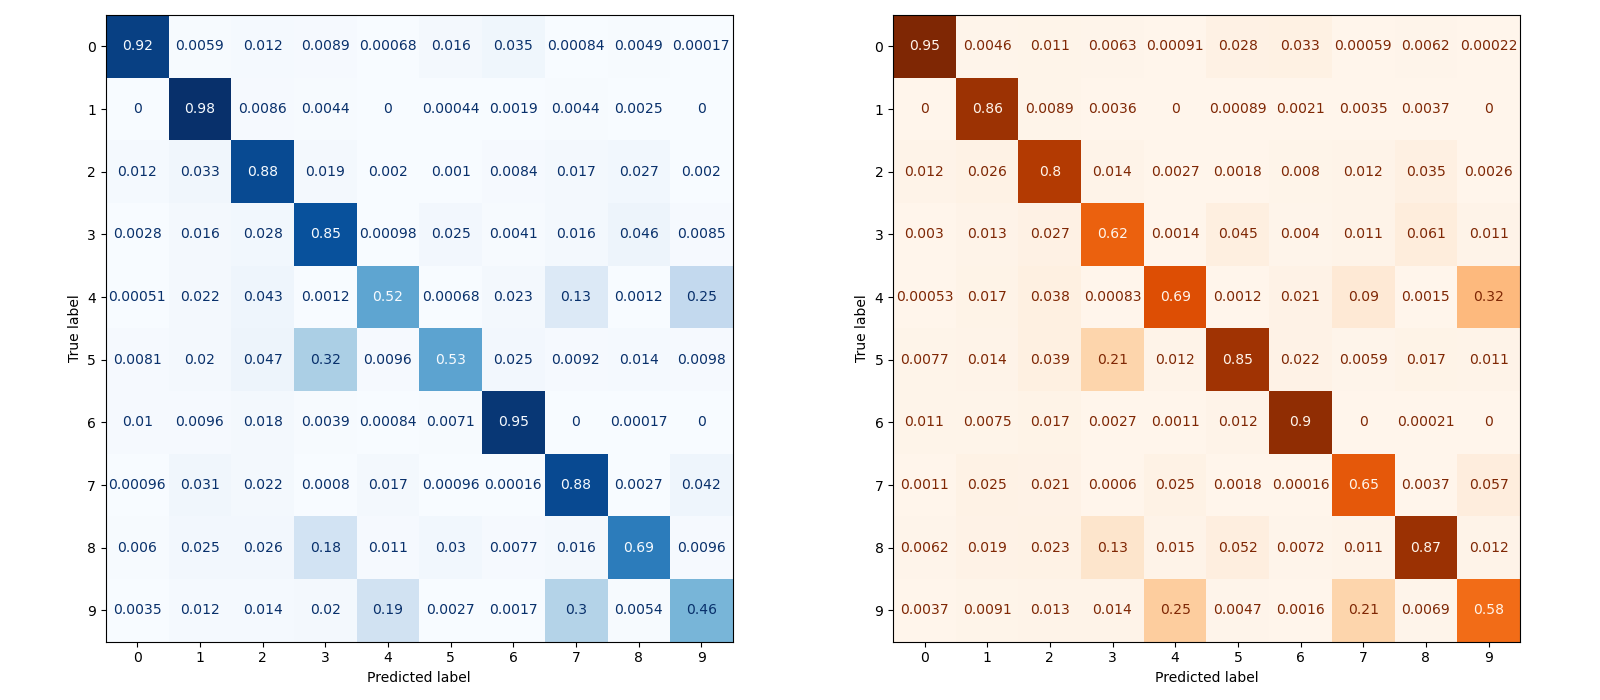 0 0.92 0.0059 0.012 0.0089 0.00068 0.016 0.035 0.00084 0.0049 0.00017
1 0 0.98 0.0086 0.0044 0 0.00044 0.0019 0.0044 0.0025 0
2 0.012 0.033 0.88 0.019 0.002 0.001 0.0084 0.017 0.027 0.002
3 0.0028 0.016 0.028 0.85 0.00098 0.025 0.0041 0.016 0.046 0.0085
4 0.00051 0.022 0.043 0.0012 0.52 0.00068 0.023 0.13 0.0012 0.25
5 0.0081 0.02 0.047 0.32 0.0096 0.53 0.025 0.0092 0.014 0.0098
6 0.01 0.0096 0.018 0.0039 0.00084 0.0071 0.95 0 0.00017 0
7 0.00096 0.031 0.022 0.0008 0.017 0.00096 0.00016 0.88 0.0027 0.042
8 0.006 0.025 0.026 0.18 0.011 0.03 0.0077 0.016 0.69 0.0096
9 0.0035 0.012 0.014 0.02 0.19 0.0027 0.0017 0.3 0.0054 0.46
0 1 2 3 4 5 6 7 8 9
Predicted label
True label
0 0.95 0.0046 0.011 0.0063 0.00091 0.028 0.033 0.00059 0.0062 0.00022
1 0 0.86 0.0089 0.0036 0 0.00089 0.0021 0.0035 0.0037 0
2 0.012 0.026 0.8 0.014 0.0027 0.0018 0.008 0.012 0.035 0.0026
3 0.003 0.013 0.027 0.62 0.0014 0.045 0.004 0.011 0.061 0.011
4 0.00053 0.017 0.038 0.00083 0.69 0.0012 0.021 0.09 0.0015 0.32
5 0.0077 0.014 0.039 0.21 0.012 0.85 0.022 0.0059 0.017 0.011
6 0.011 0.0075 0.017 0.0027 0.0011 0.012 0.9 0 0.00021 0
7 0.0011 0.025 0.021 0.0006 0.025 0.0018 0.00016 0.65 0.0037 0.057
8 0.0062 0.019 0.023 0.13 0.015 0.052 0.0072 0.011 0.87 0.012
9 0.0037 0.0091 0.013 0.014 0.25 0.0047 0.0016 0.21 0.0069 0.58
0 1 2 3 4 5 6 7 8 9
Predicted label
True label